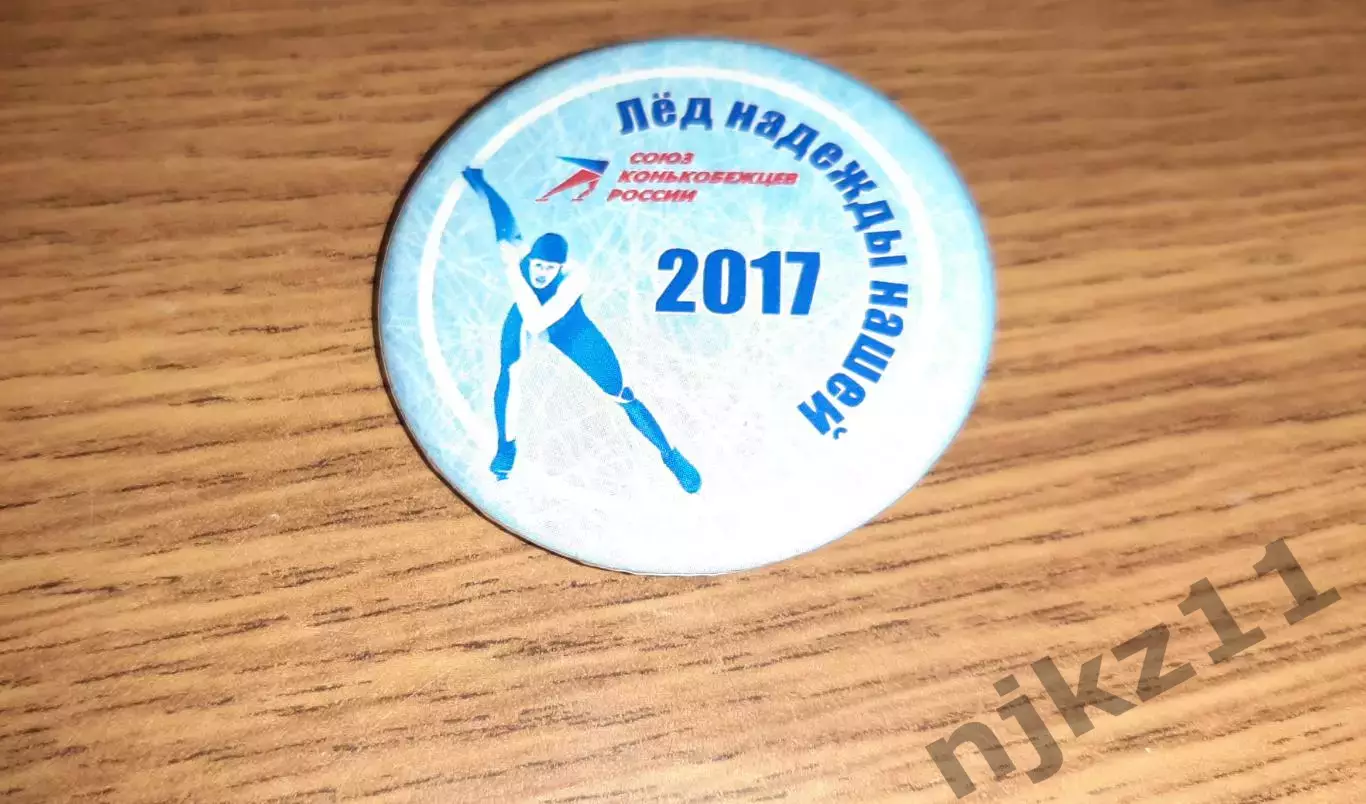 Лёд надежды нашей
СОЮЗ
КОНЬКОБЕЖЦЕВ
РОССИИ
2017
njkz11